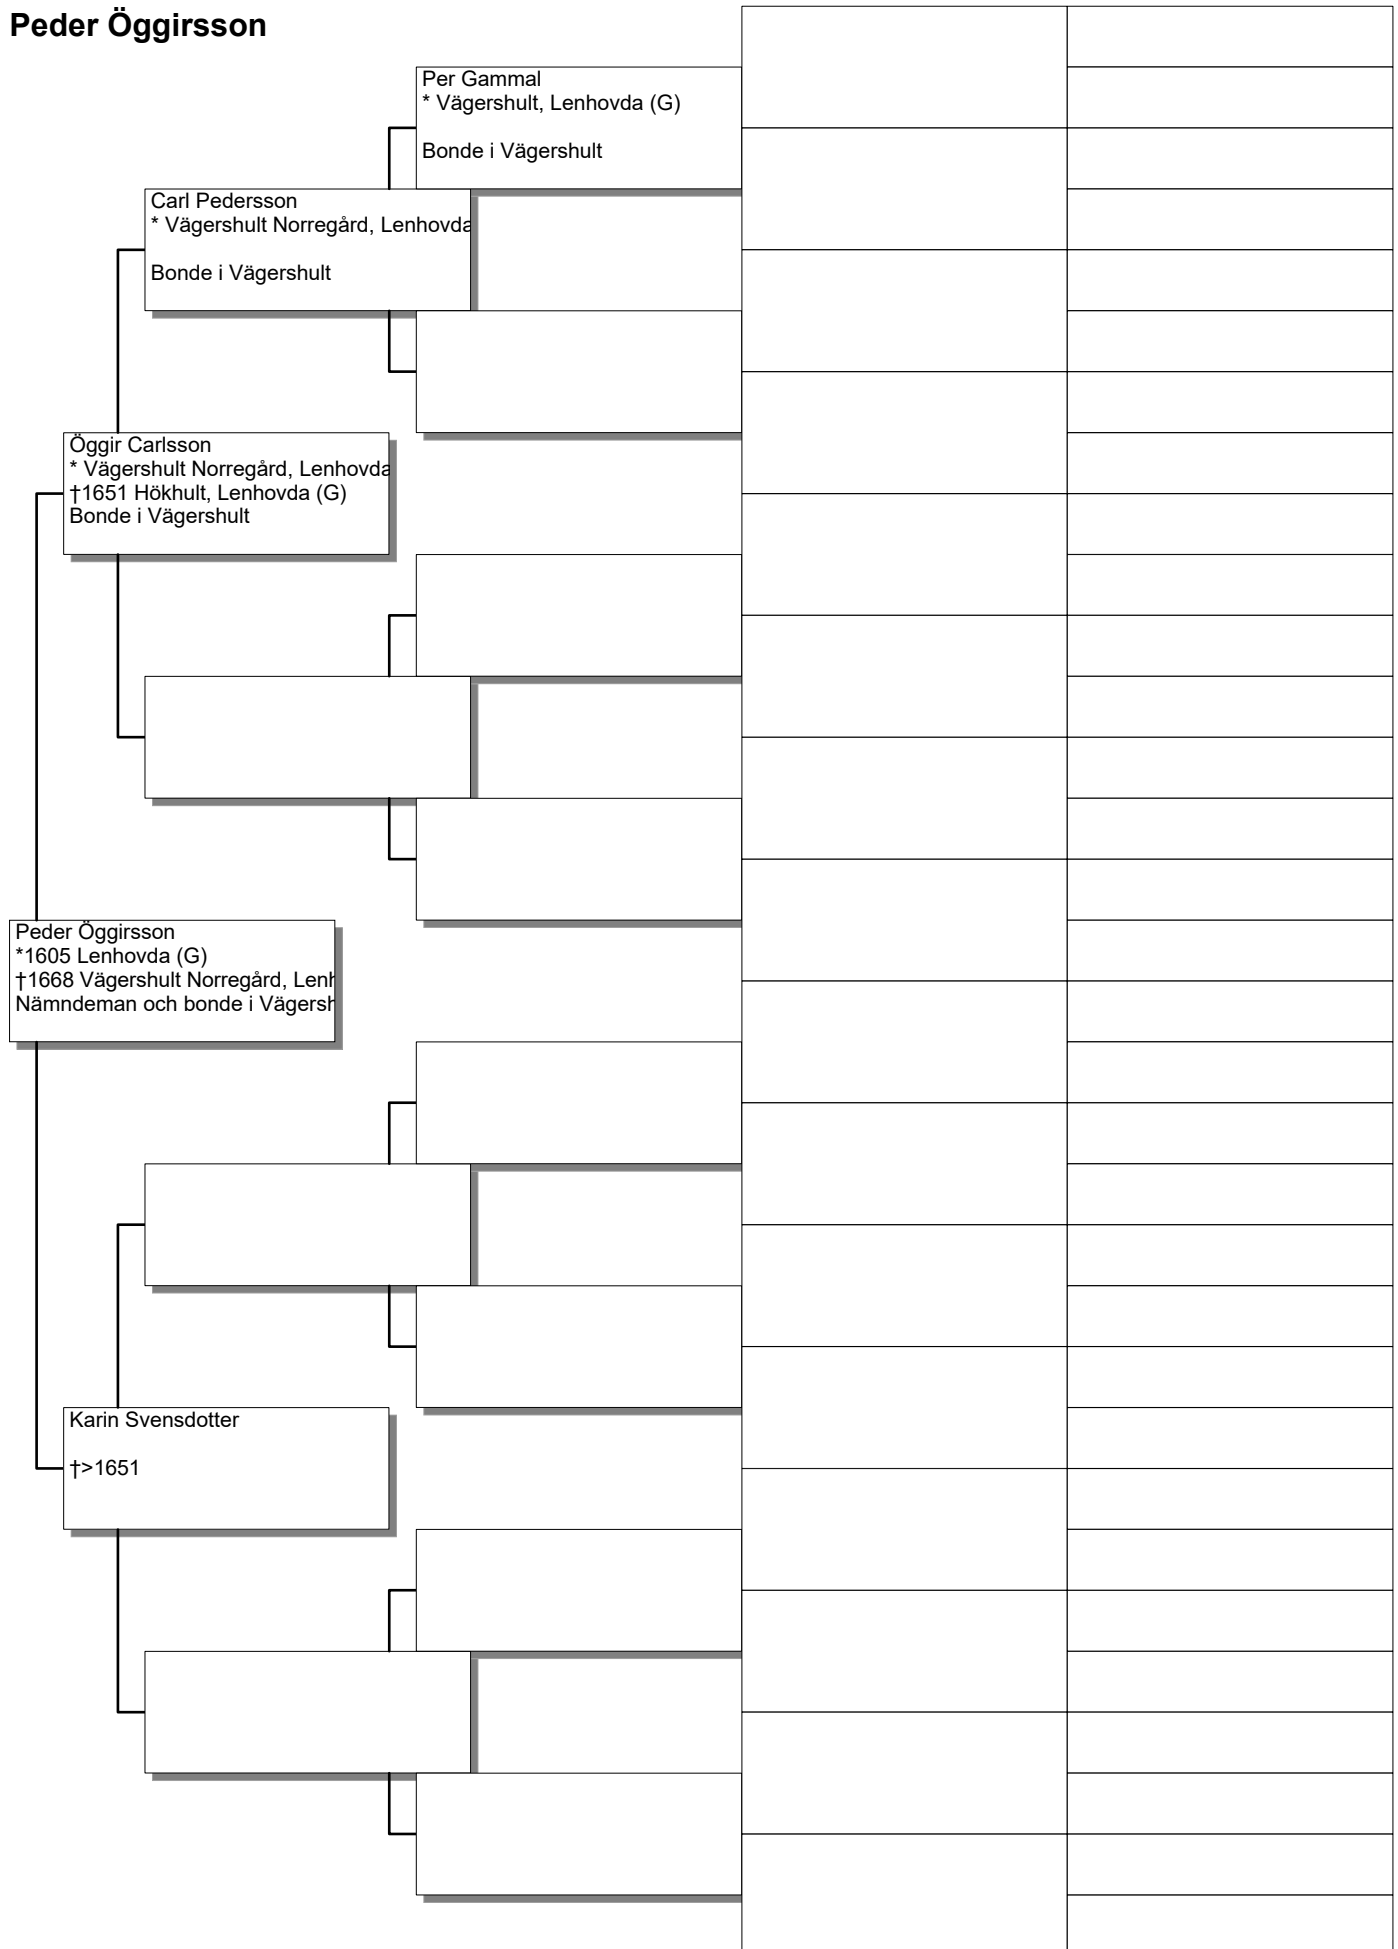 Peder Öggirsson
Per Gammal
* Vägershult, Lenhovda (G)
Bonde i Vägershult
Carl Pedersson
* Vägershult Norregård, Lenhovda
Bonde i Vägershult
Öggir Carlsson
* Vägershult Norregård, Lenhovda
†1651 Hökhult, Lenhovda (G)
Bonde i Vägershult
Peder Öggirsson
*1605 Lenhovda (G)
†1668 Vägershult Norregård, Lenh
Nämndeman och bonde i Vägersh
Karin Svensdotter
†>1651